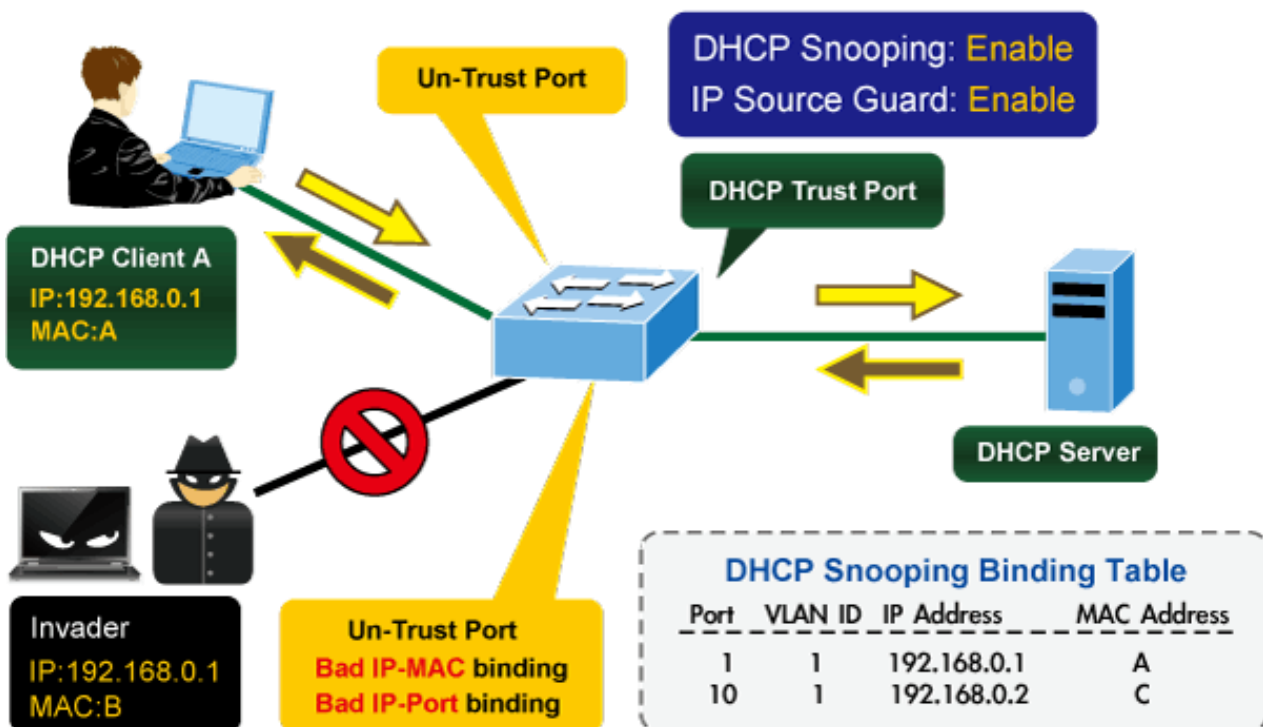 Un-Trust Port
DHCP Snooping: Enable
IP Source Guard: Enable
DHCP Trust Port
DHCP Client A
IP:192.168.0.1
MAC:A
DHCP Server
Invader
IP:192.168.0.1
MAC:B
Un-Trust Port
Bad IP-MAC binding
Bad IP-Port binding
DHCP Snooping Binding Table
Port VLAN ID IP Address MAC Address
1 1 192.168.0.1 A
10 1 192.168.0.2 C